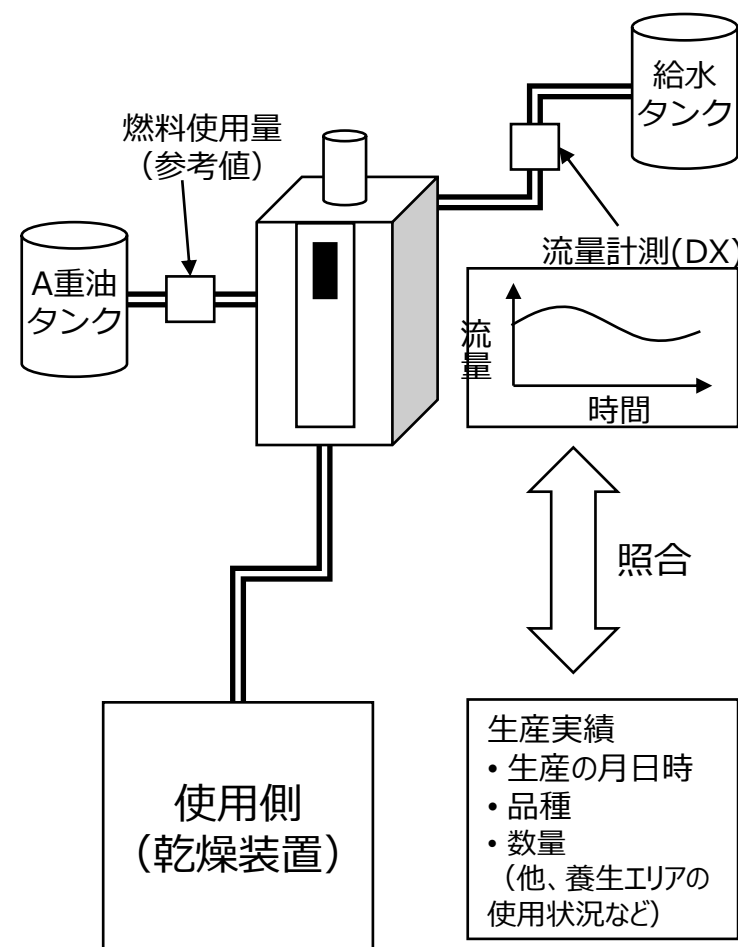 給水
タンク
燃料使用量
（参考値）
A重油
タンク
流量計測(DX)
流
量
時間
照合
使用側
（乾燥装置）
生産実績
• 生産の月日時
• 品種
• 数量
（他、養生エリアの
使用状況など）